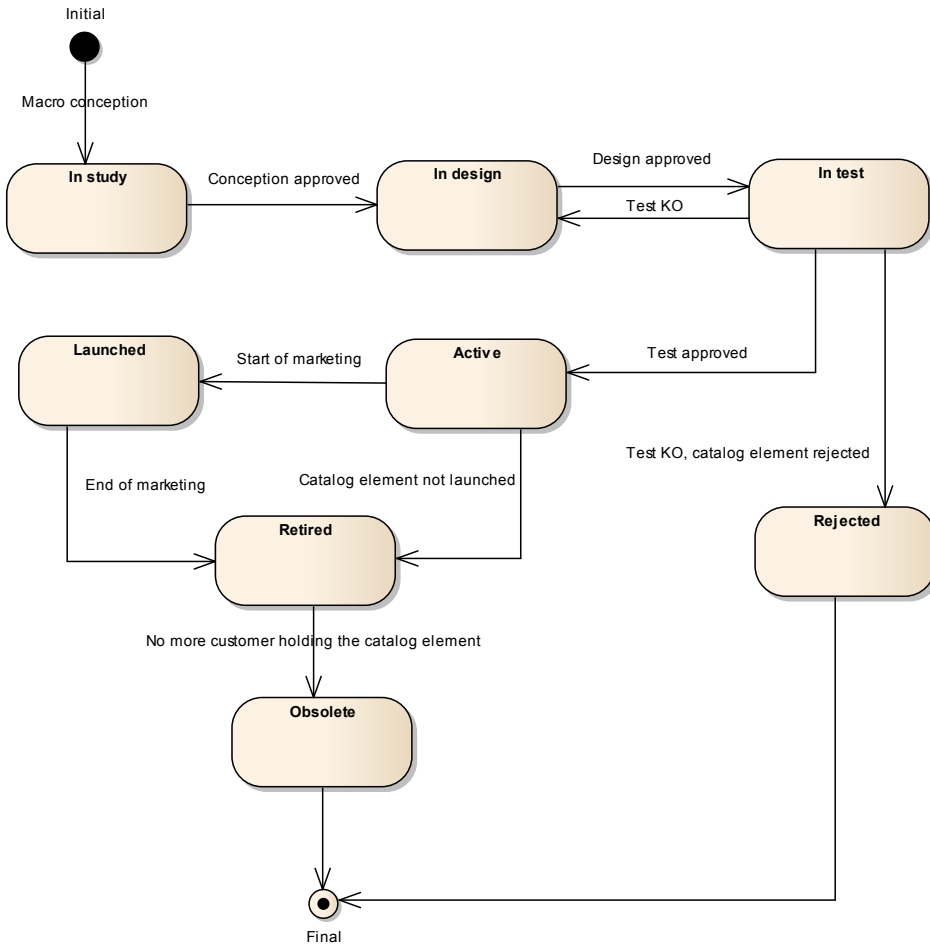 Initial
Macro conception
In study
Conception approved
In design
Design approved
Test KO
In test
Launched
Start of marketing
Active
Test approved
End of marketing
Catalog element not launched
Test KO, catalog element rejected
Retired
Rejected
No more customer holding the catalog element
Obsolete
Final